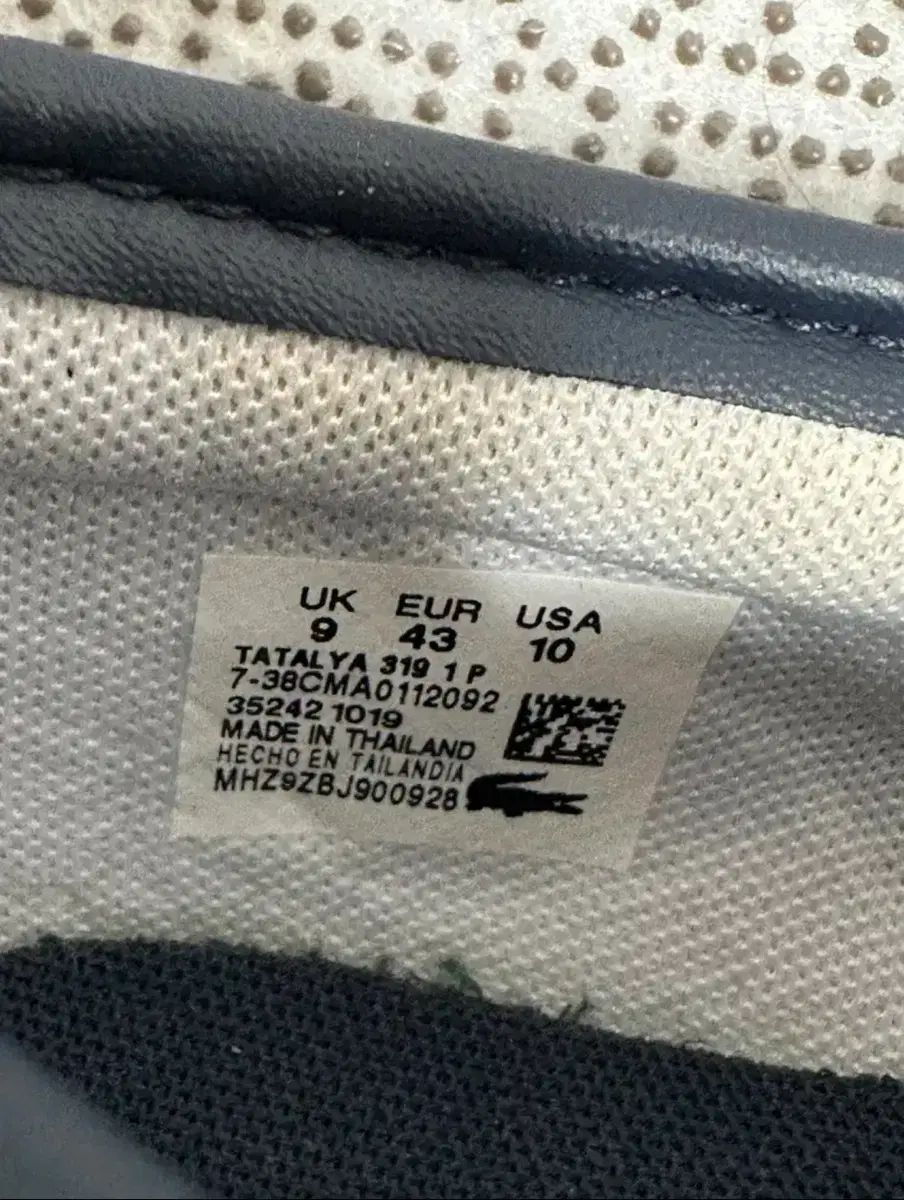 UK EUR USA
9 43 10
TATALYA 319 1 P
7-38CMA0112092
35242 1019
MADE IN THAILAND
HECHO EN TAILANDIA
MHZ9ZBJ900928